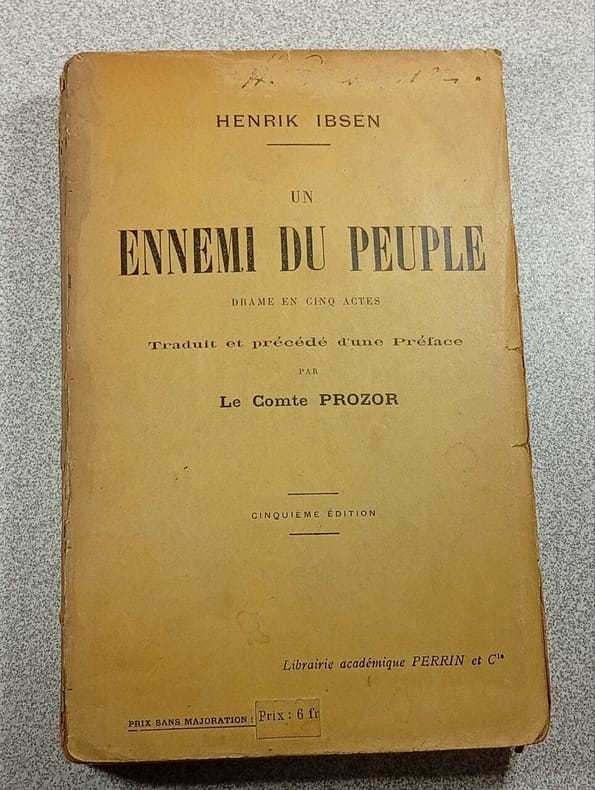 HENRIK IBSEN
UN
ENNEMI DU PEUPLE
DRAME EN CINQ ACTES
Traduit et précédé d'une Préface
PAR
Le Comte PROZOR
CINQUIEME ÉDITION
Librairie académique PERRIN et Cie
PRIX SANS MAJORATION : Prix : 6 fr